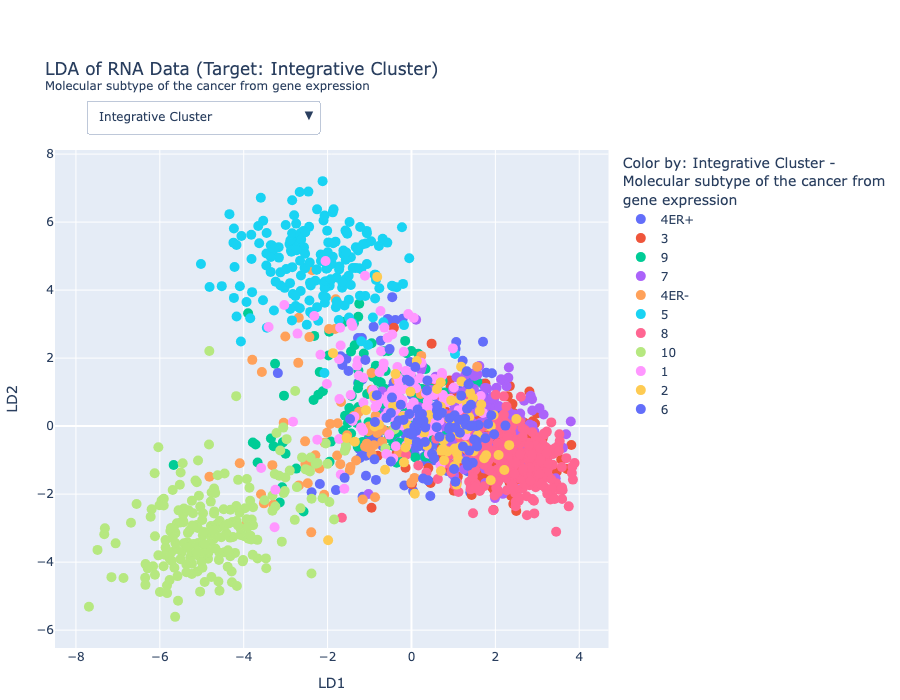 LDA of RNA Data (Target: Integrative Cluster)
Molecular subtype of the cancer from gene expression
Integrative Cluster
Color by: Integrative Cluster -
Molecular subtype of the cancer from
gene expression
4ER+
3
9
7
4ER-
5
8
10
1
2
6
8
6
4
2
0
−2
−4
−6
LD2
−8 −6 −4 −2 0 2 4
LD1